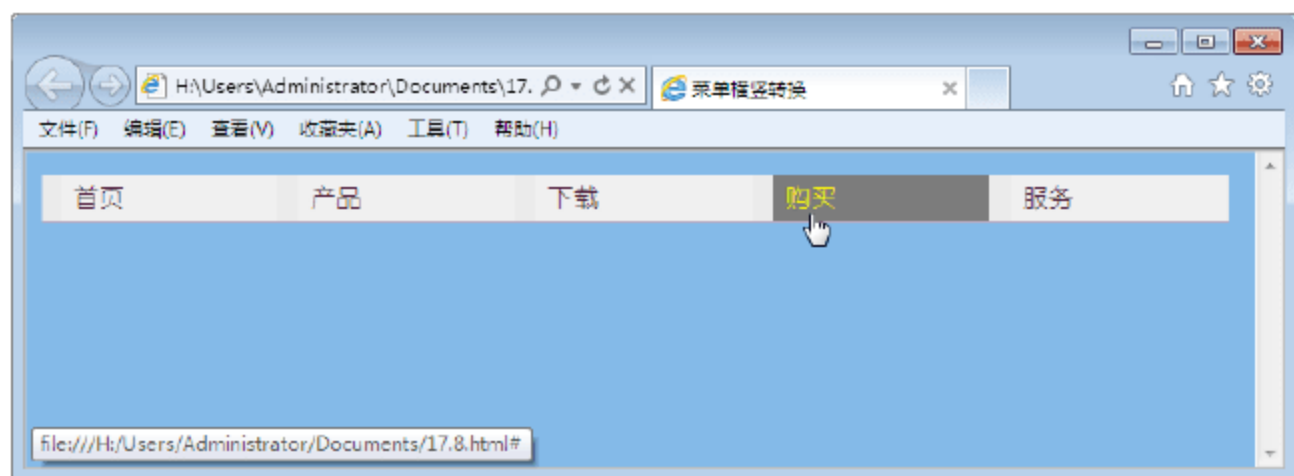 H:\Users\Administrator\Documents\17.
菜单框竖转换
文件(F) 编辑(E) 查看(V) 收藏夹(A) 工具(T) 帮助(H)
首页 产品 下载 购买 服务
file:///H:/Users/Administrator/Documents/17.8.html#